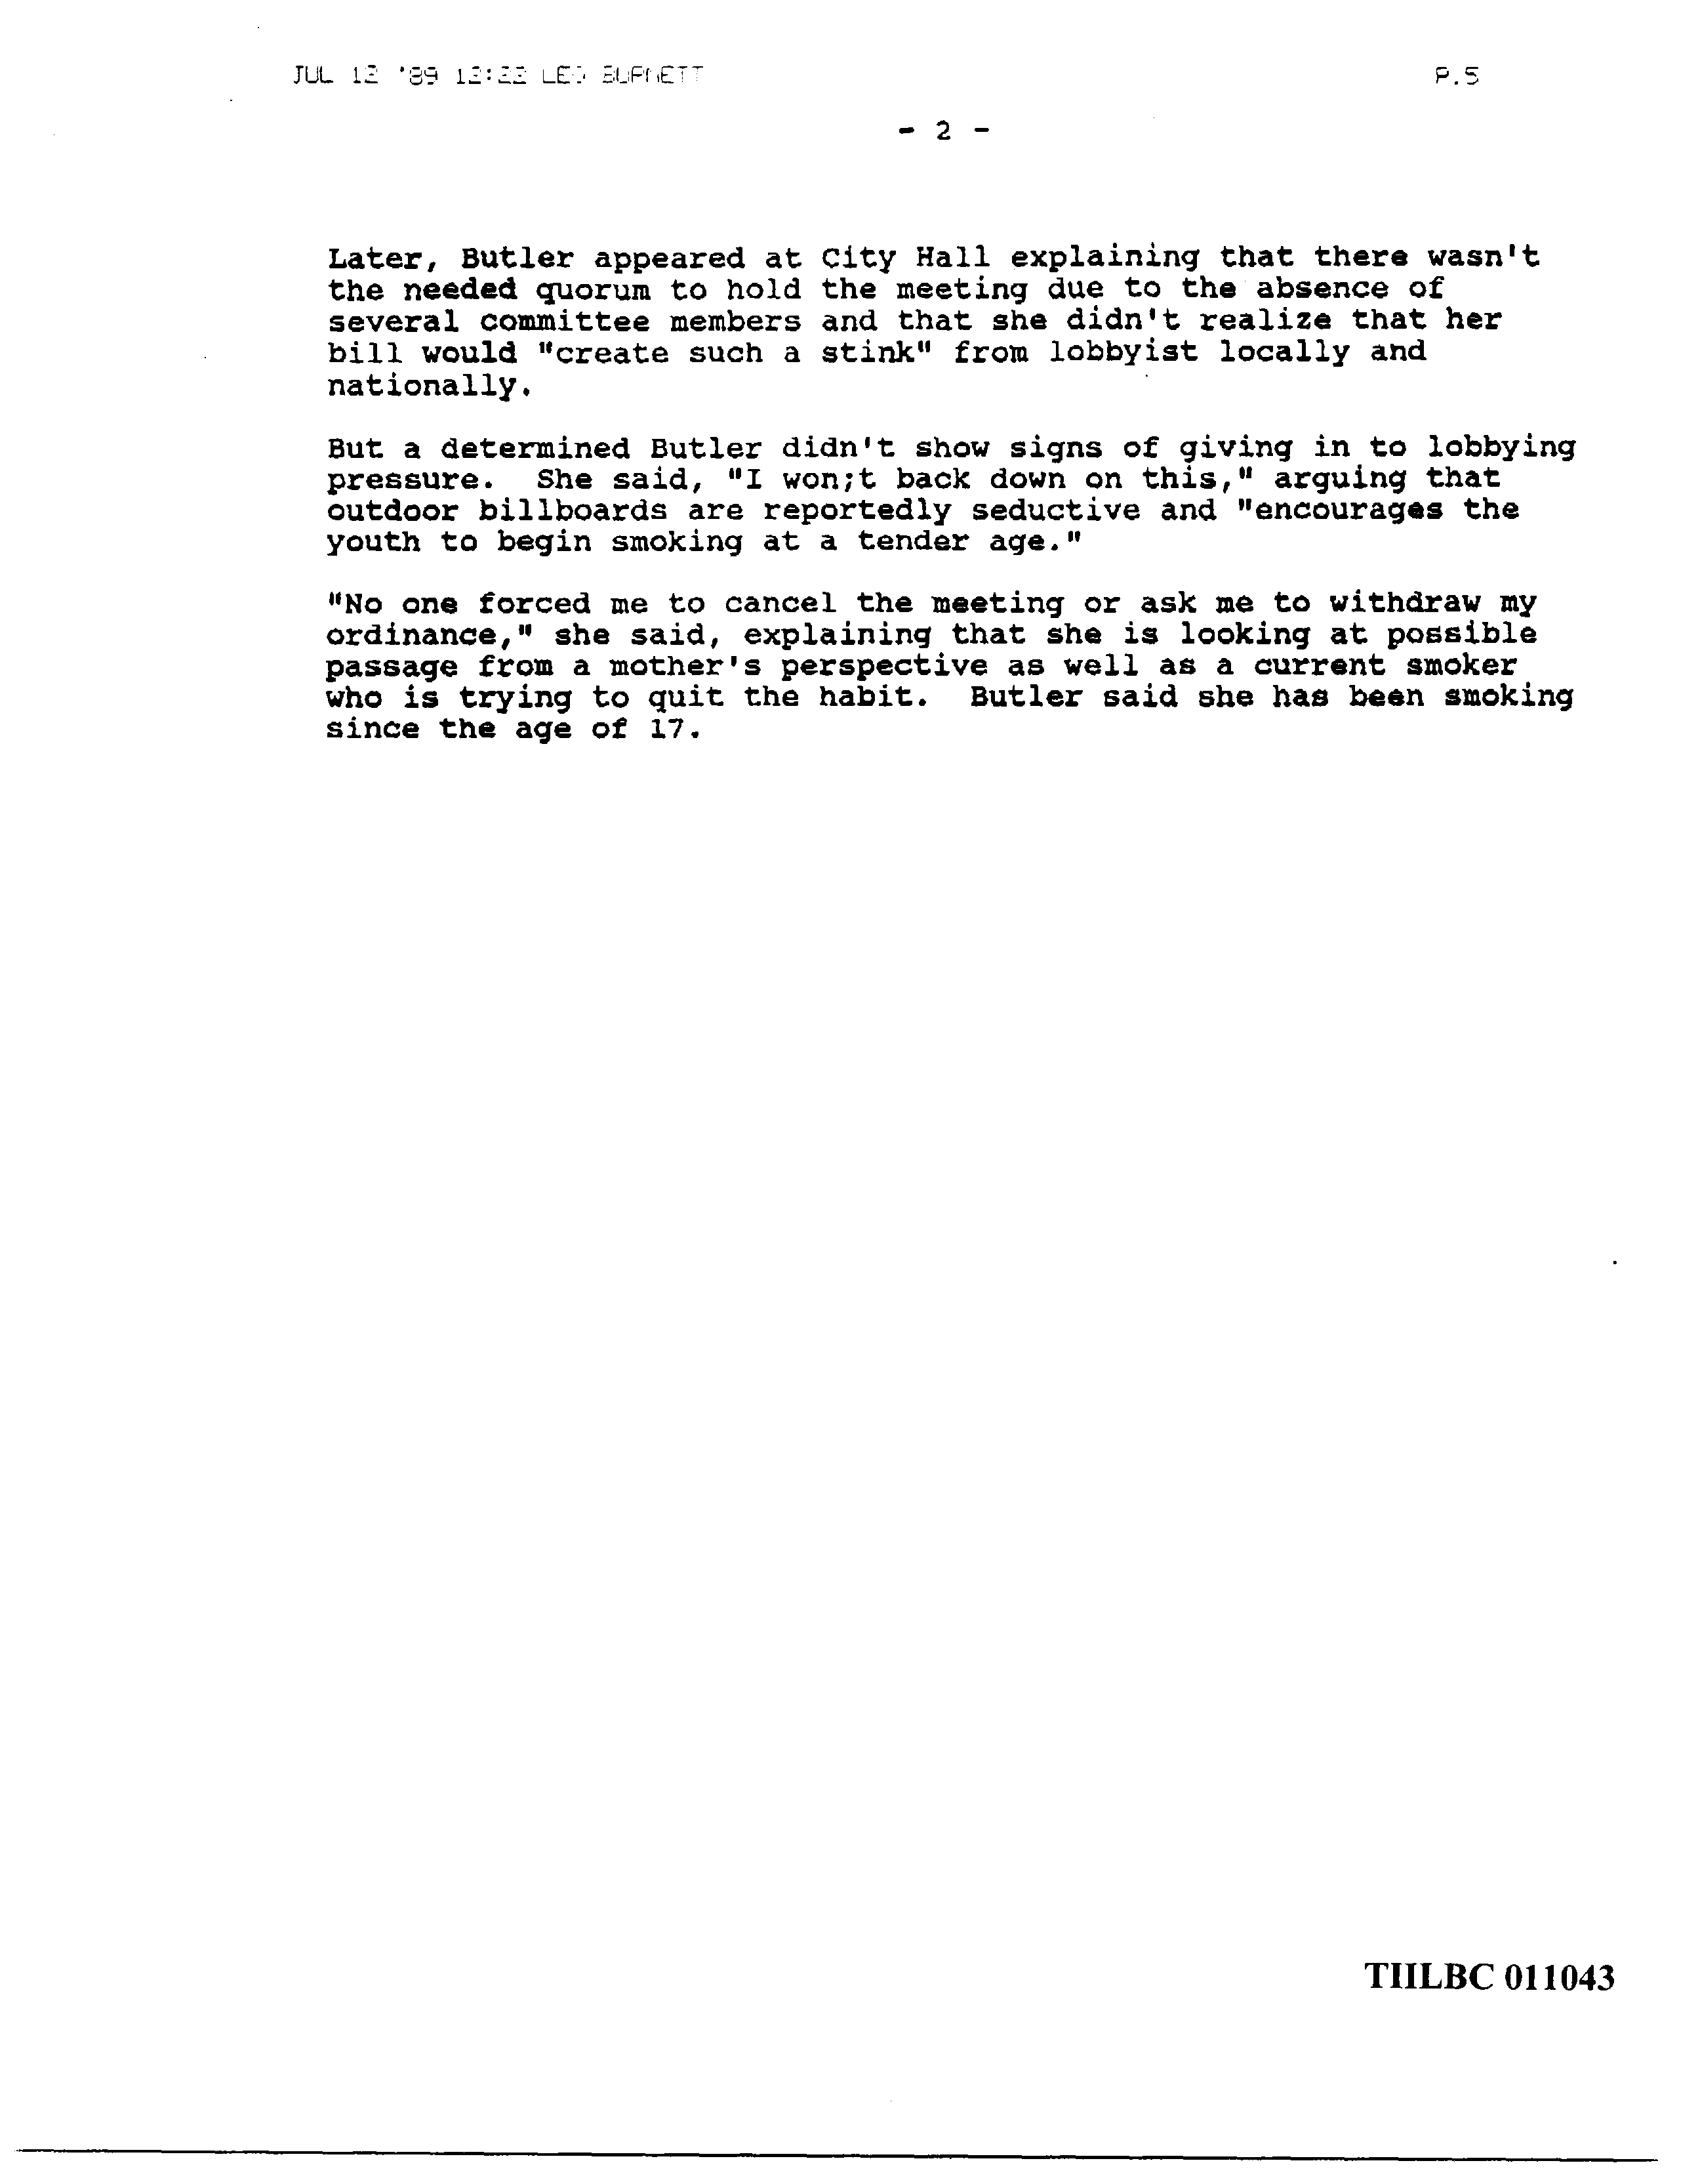 JUL 12 '89 12:22 LEO BURNETT P.5
- 2 -
Later, Butler appeared at City Hall explaining that there wasn't
the needed quorum to hold the meeting due to the absence of
several committee members and that she didn't realize that her
bill would "create such a stink" from lobbyist locally and
nationally.
But a determined Butler didn't show signs of giving in to lobbying
pressure.  She said, "I won;t back down on this," arguing that
outdoor billboards are reportedly seductive and "encourages the
youth to begin smoking at a tender age."
"No one forced me to cancel the meeting or ask me to withdraw my
ordinance," she said, explaining that she is looking at possible
passage from a mother's perspective as well as a current smoker
who is trying to quit the habit.  Butler said she has been smoking
since the age of 17.
TIILBC 011043